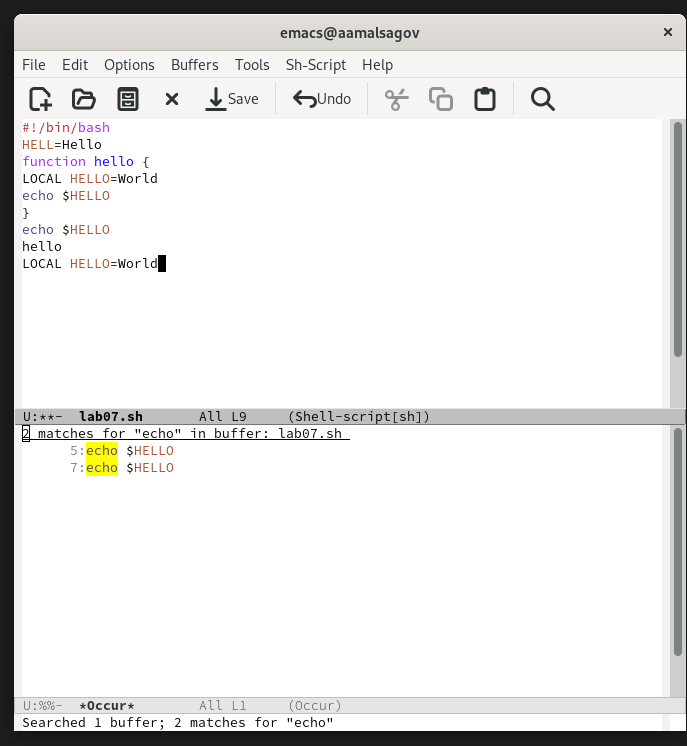 emacs@aamalsagov ×
File Edit Options Buffers Tools Sh-Script Help
Save Undo
#!/bin/bash
HELL=Hello
function hello {
LOCAL HELLO=World
echo $HELLO
}
echo $HELLO
hello
LOCAL HELLO=World
U:**- lab07.sh All L9 (Shell-script[sh])
2 matches for "echo" in buffer: lab07.sh
5:echo $HELLO
7:echo $HELLO
U:%%- *Occur* All L1 (Occur)
Searched 1 buffer; 2 matches for "echo"